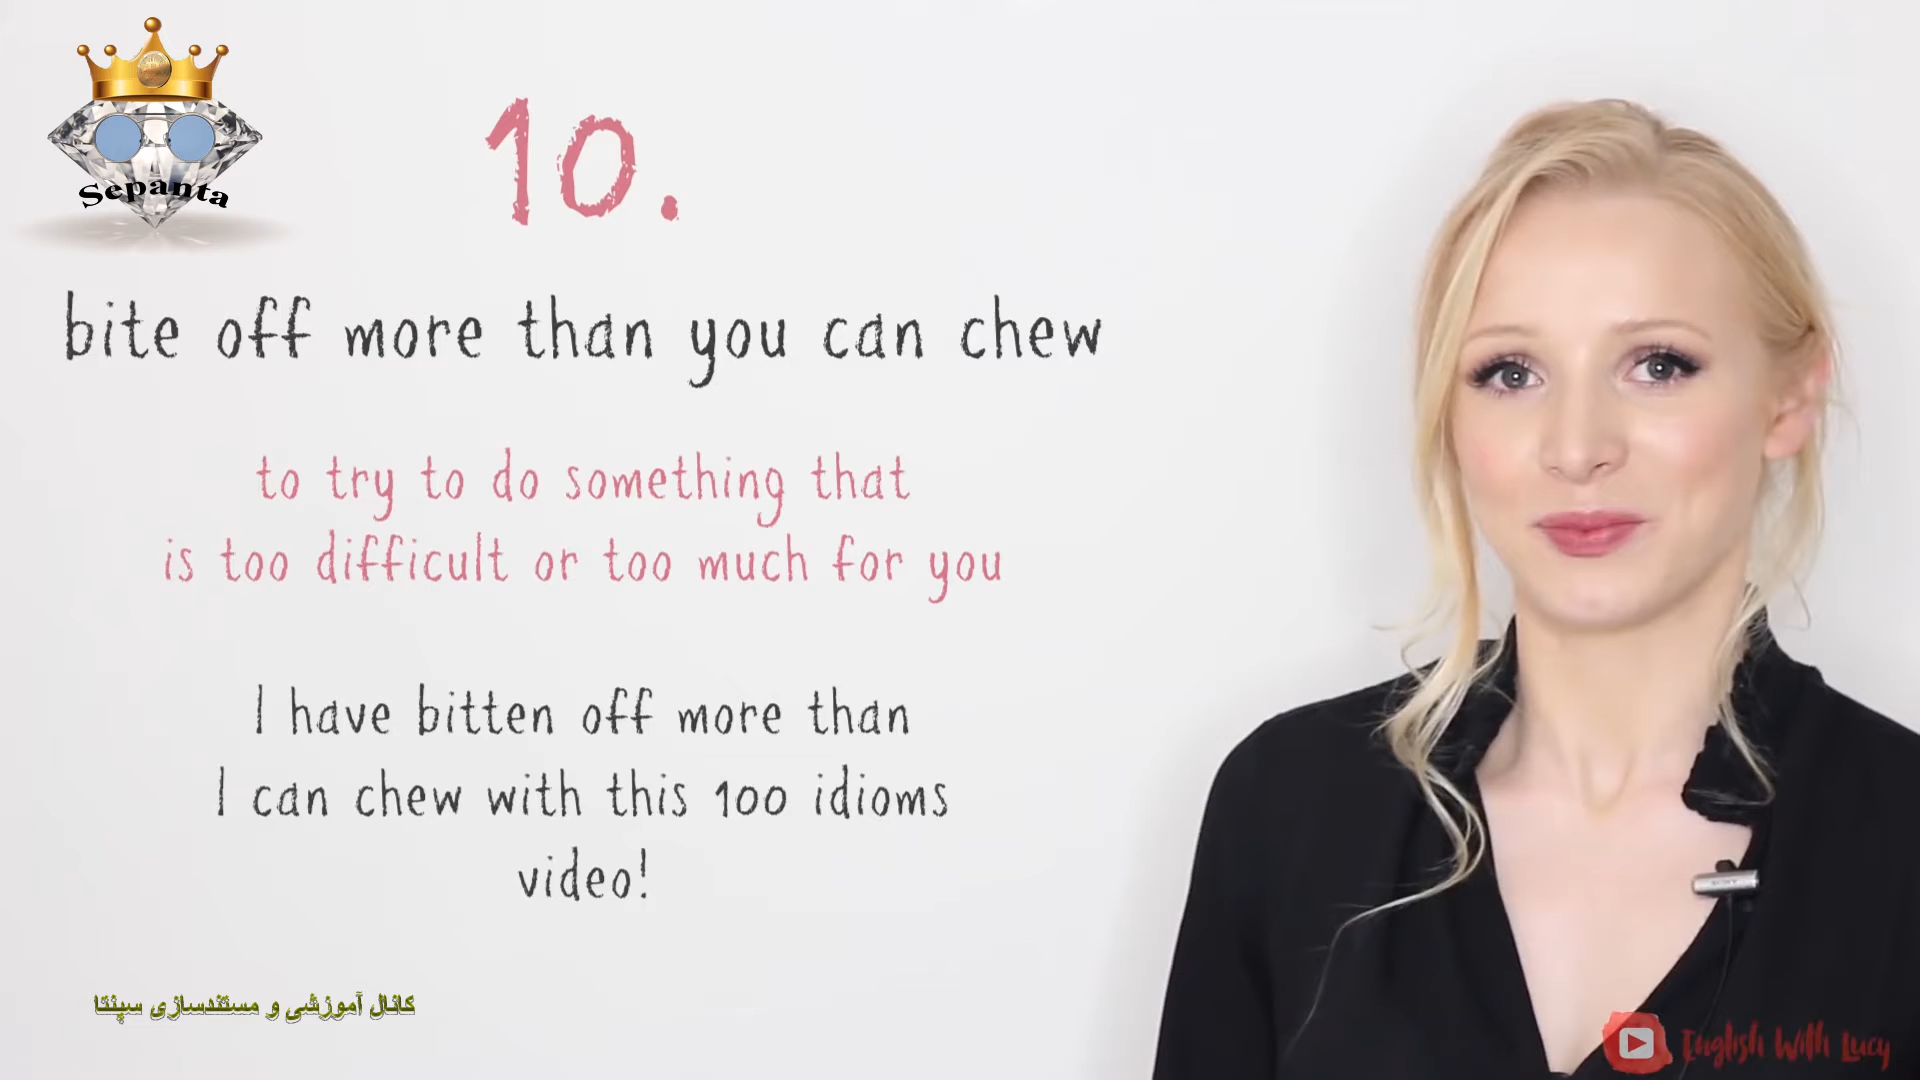 Sepanta
10.
bite off more than you can chew
to try to do something that
is too difficult or too much for you
I have bitten off more than
I can chew with this 100 idioms
video!
کانال آموزشی و مستندسازی سپنتا
English With Lucy